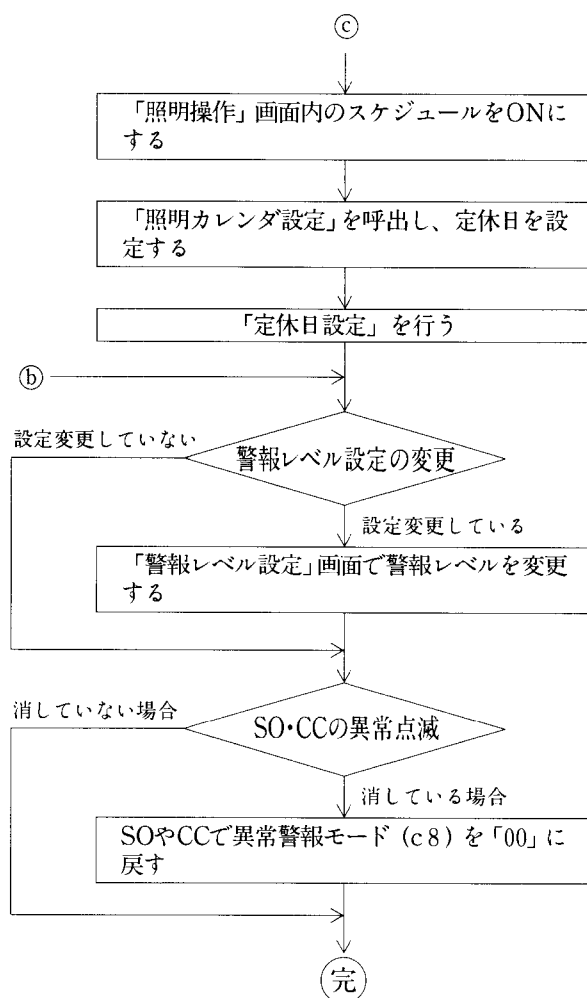 ⓒ
「照明操作」画面内のスケジュールをONに
する
「照明カレンダ設定」を呼出し、定休日を設
定する
「定休日設定」を行う
ⓑ
設定変更していない
警報レベル設定の変更
設定変更している
「警報レベル設定」画面で警報レベルを変更
する
消していない場合
SO・CCの異常点滅
消している場合
SOやCCで異常警報モード（c8）を「00」に
戻す
完